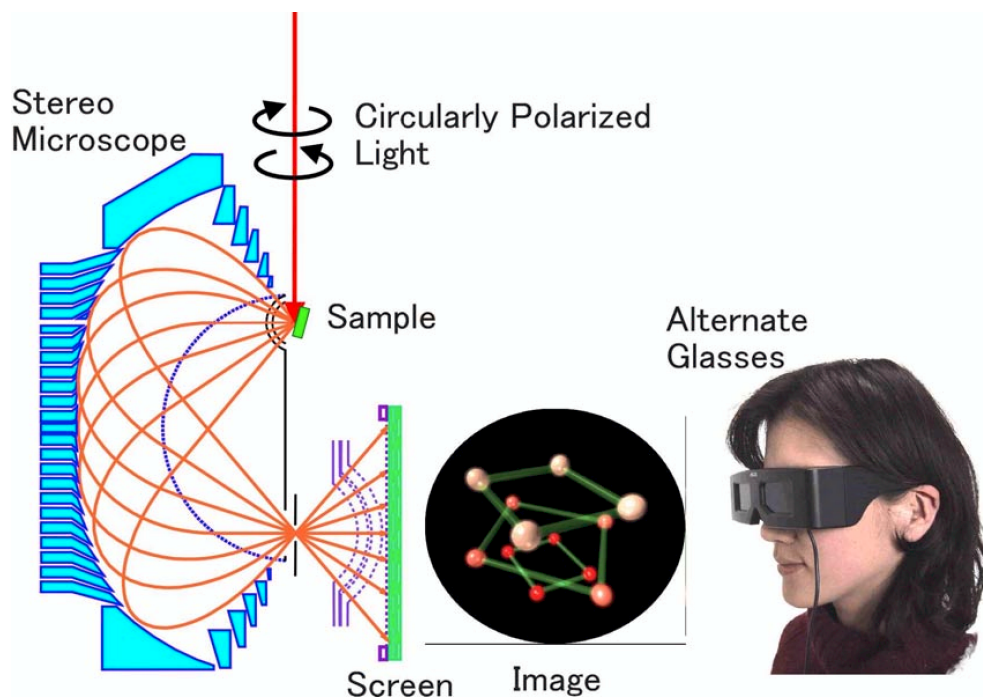 Stereo
Microscope
Circularly Polarized
Light
Sample
Alternate
Glasses
Screen
Image